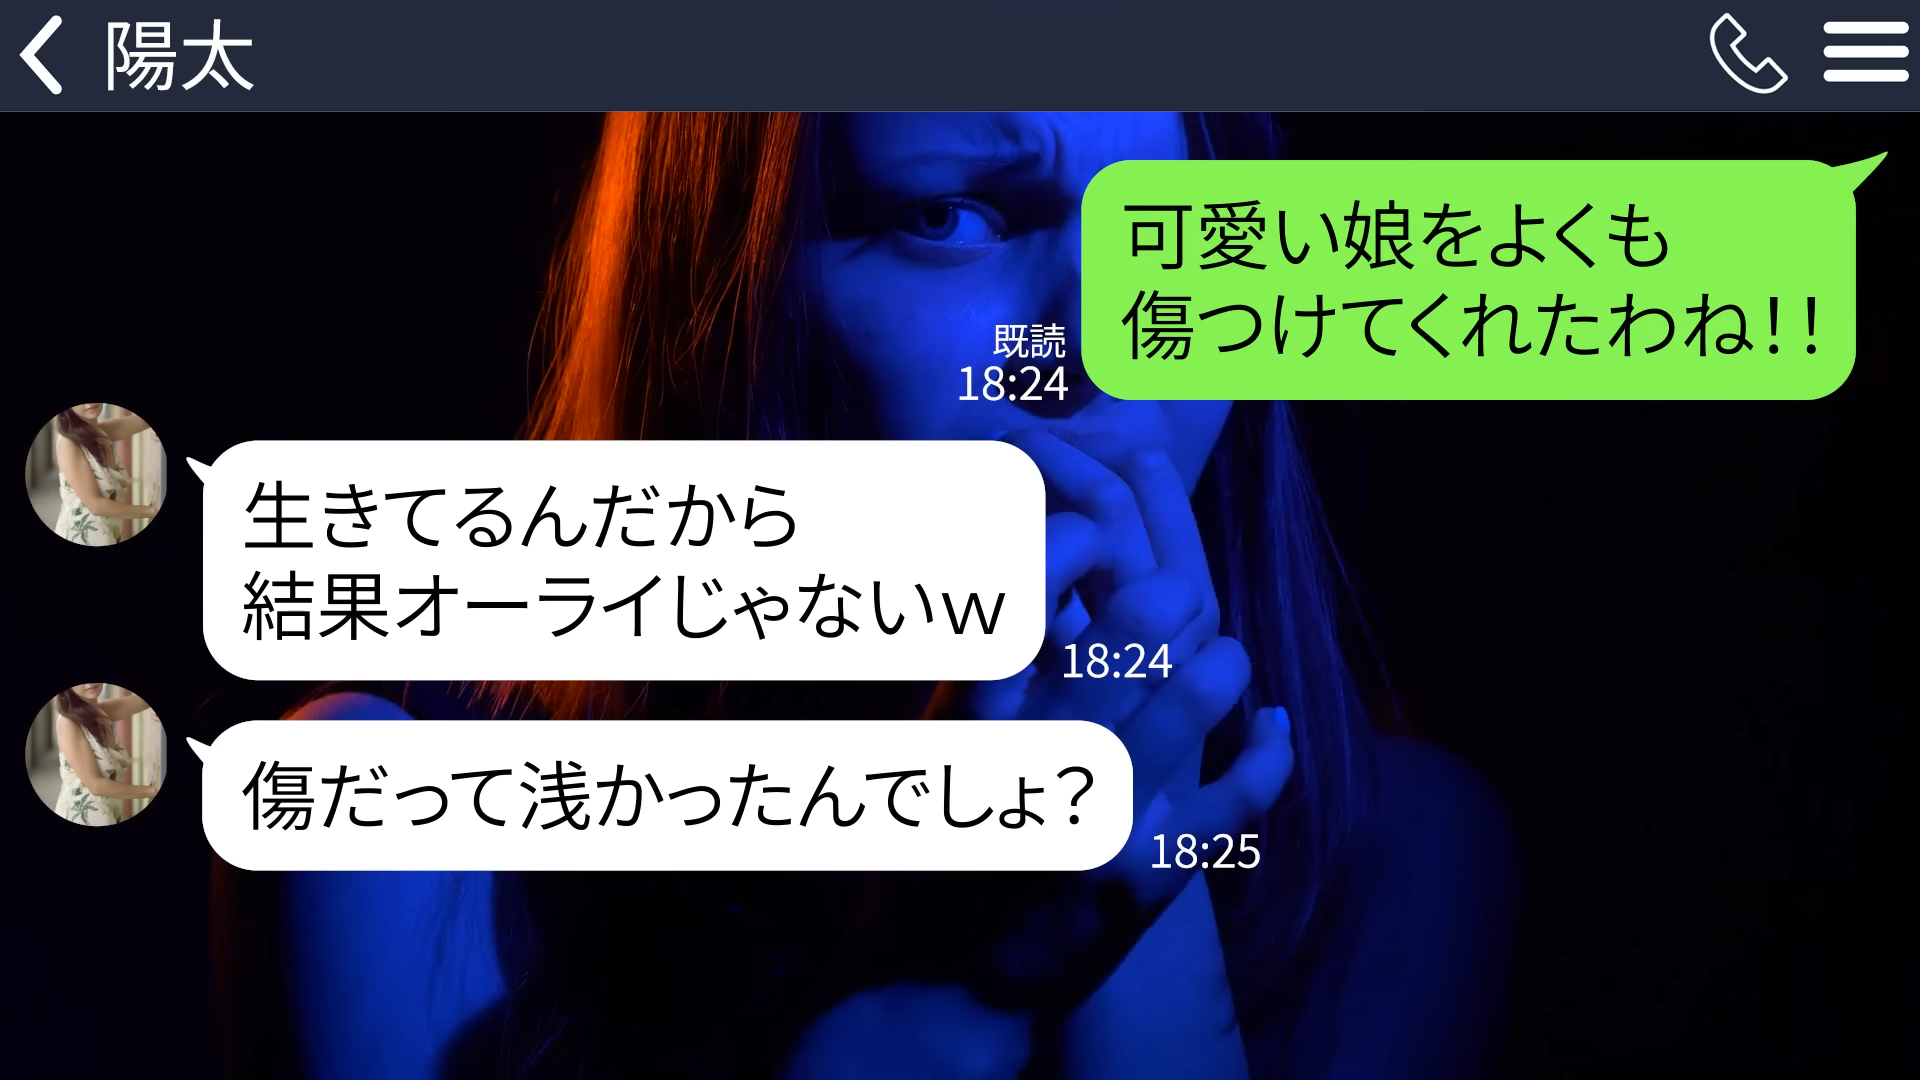 陽太
可愛い娘をよくも
傷つけてくれたわね！！
既読
18:24
生きてるんだから
結果オーライじゃないｗ
18:24
傷だって浅かったんでしょ？
18:25